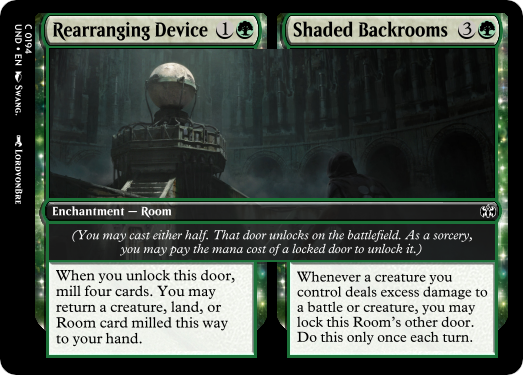 Rearranging Device 1
Shaded Backrooms 3
Enchantment — Room
(You may cast either half. That door unlocks on the battlefield. As a sorcery,
you may pay the mana cost of a locked door to unlock it.)
When you unlock this door,
mill four cards. You may
return a creature, land, or
Room card milled this way
to your hand.
Whenever a creature you
control deals excess damage to
a battle or creature, you may
lock this Room's other door.
Do this only once each turn.
C 0194
UND • EN Swang.
LordvonBre